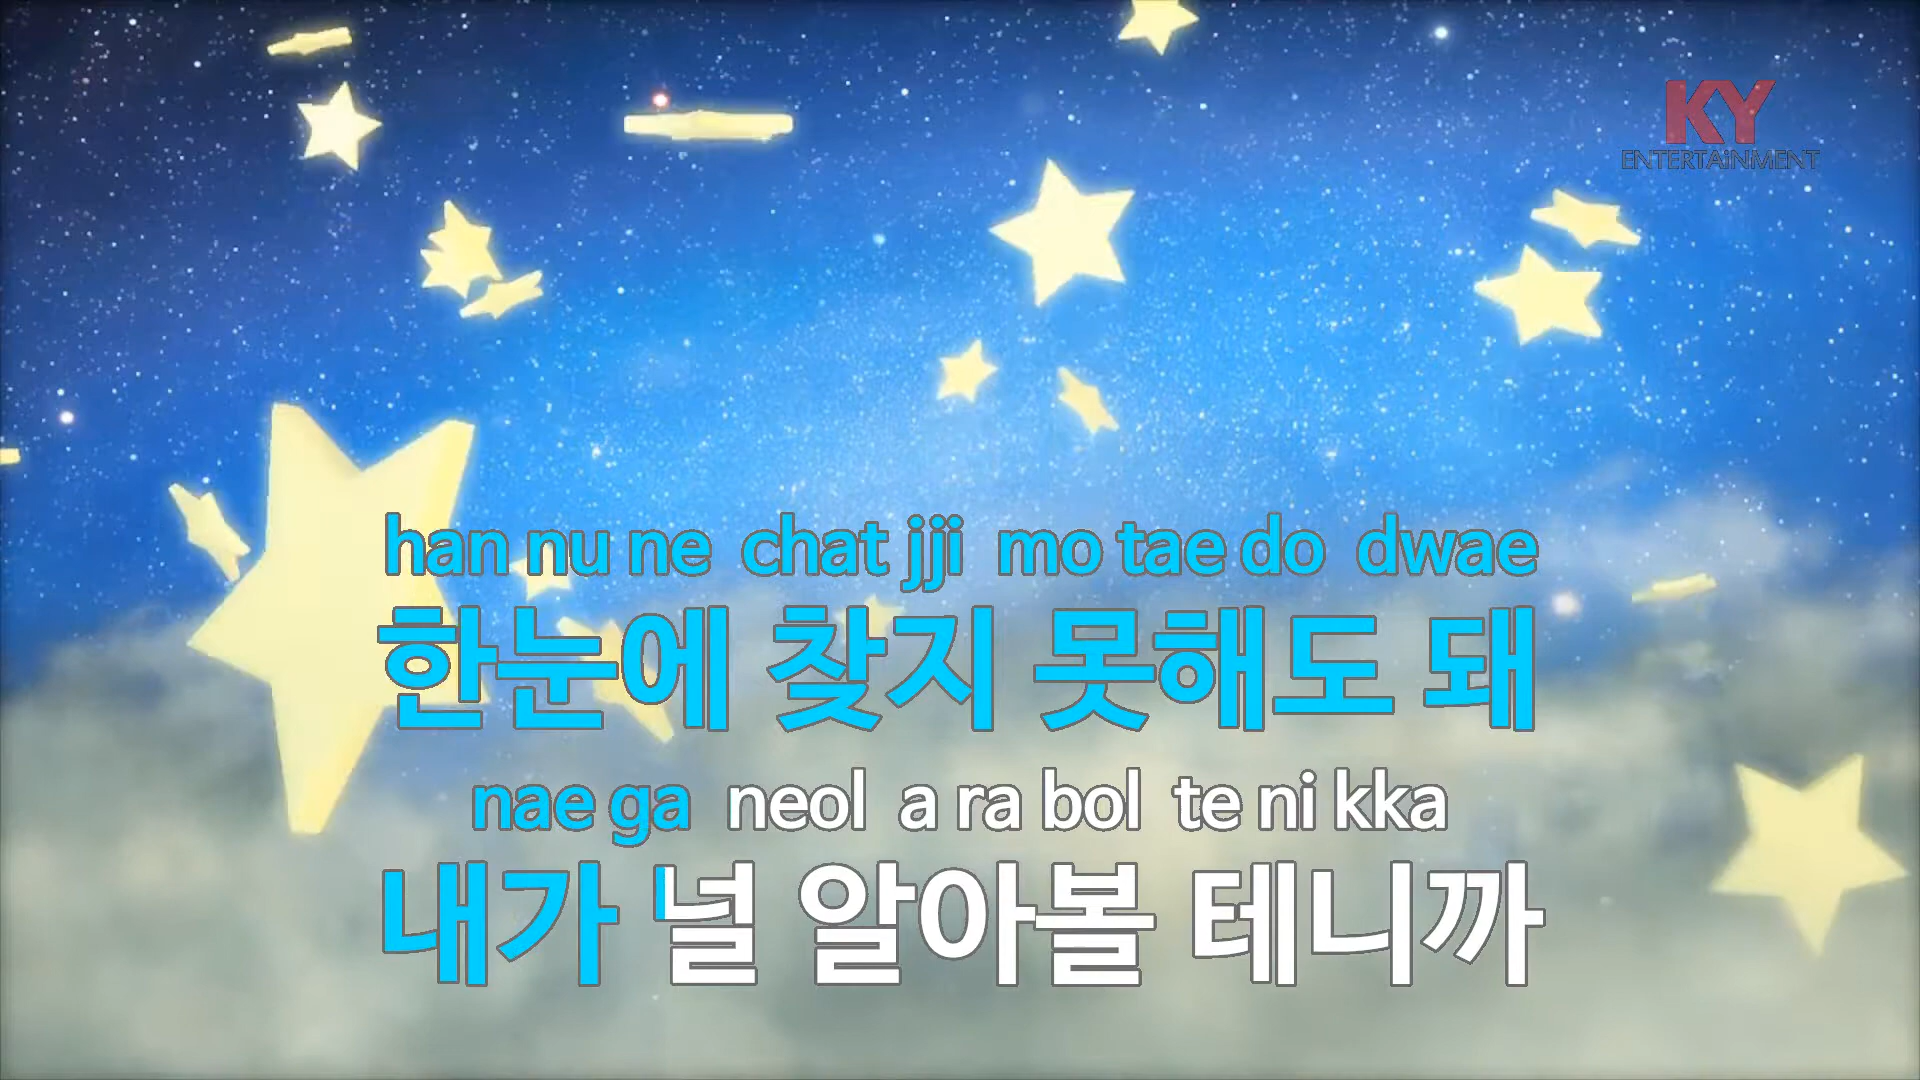 KY
ENTERTAiNMENT
han nu ne chat jji mo tae do dwae
한눈에 찾지 못해도 돼
nae ga neol a ra bol te ni kka
내가 널 알아볼 테니까